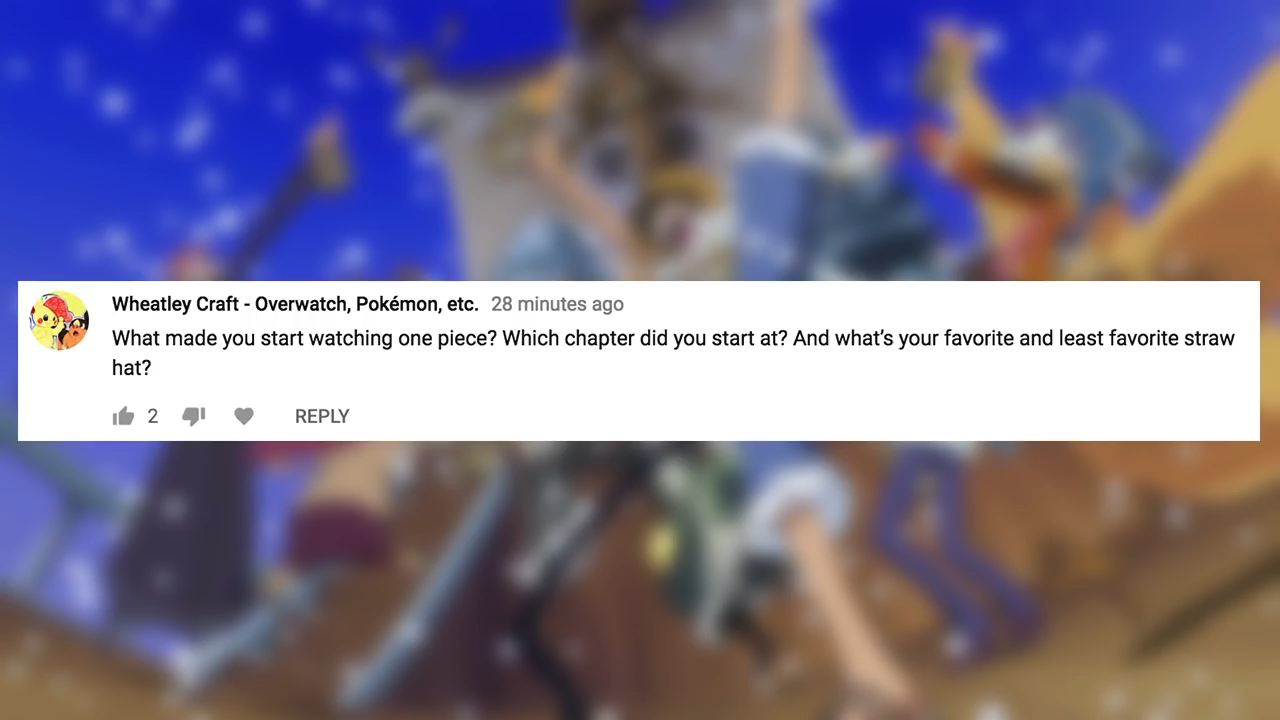 Wheatley Craft - Overwatch, Pokémon, etc. 28 minutes ago
What made you start watching one piece? Which chapter did you start at? And what's your favorite and least favorite straw
hat?
2 REPLY